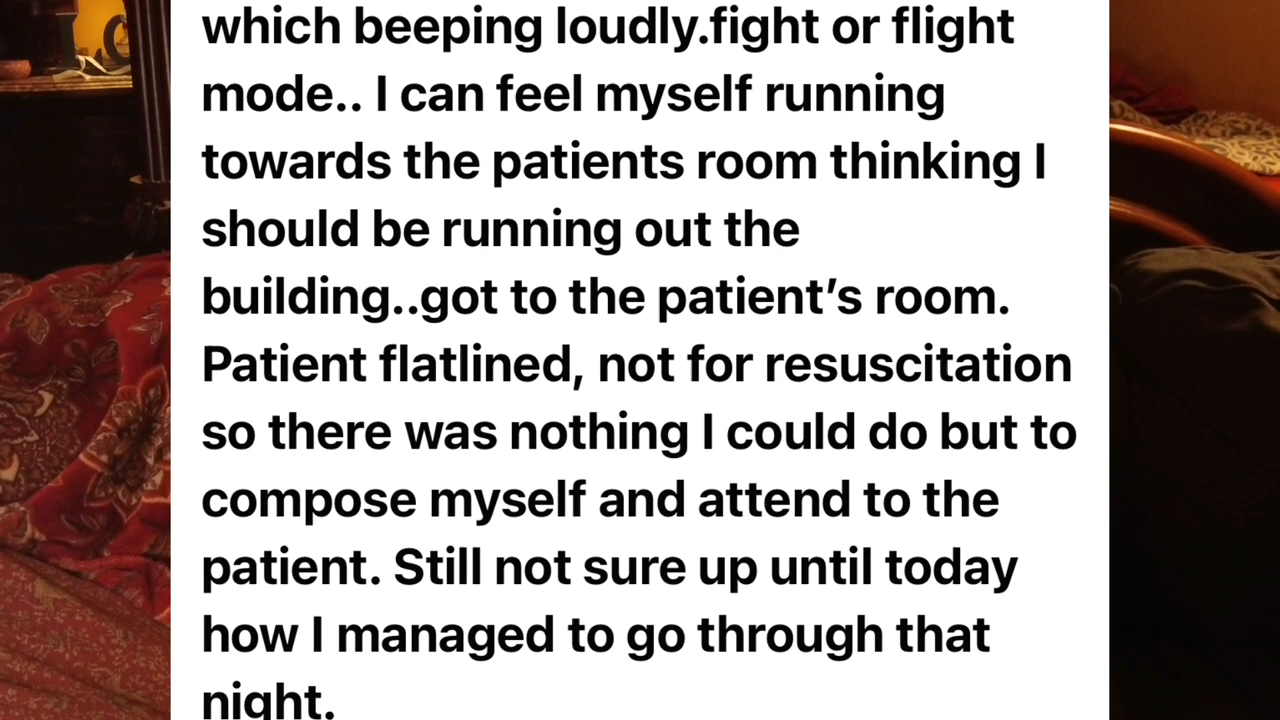 which beeping loudly.fight or flight
mode.. I can feel myself running
towards the patients room thinking I
should be running out the
building..got to the patient’s room.
Patient flatlined, not for resuscitation
so there was nothing I could do but to
compose myself and attend to the
patient. Still not sure up until today
how I managed to go through that
night.